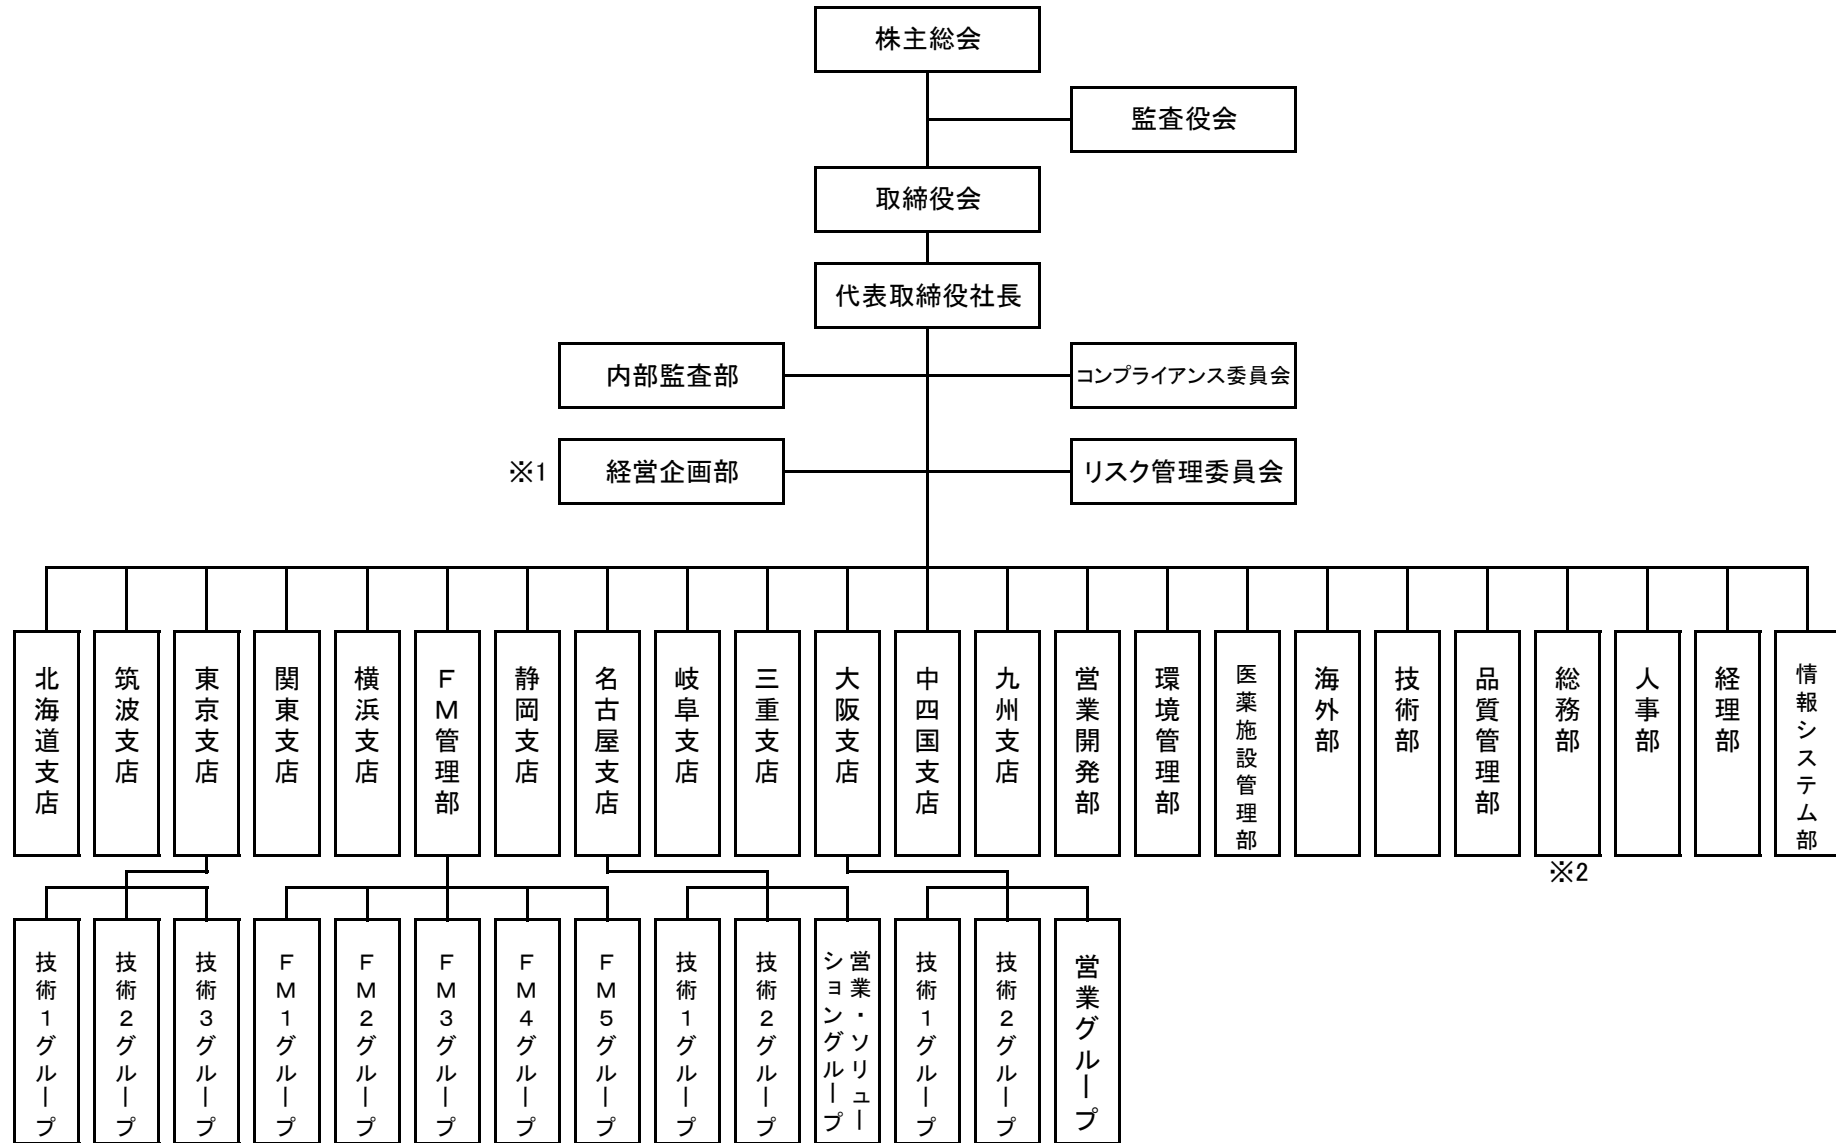 株主総会
監査役会
取締役会
代表取締役社長
内部監査部
コンプライアンス委員会
※1
経営企画部
リスク管理委員会
北海道支店
筑波支店
東京支店
関東支店
横浜支店
FM管理部
静岡支店
名古屋支店
岐阜支店
三重支店
大阪支店
中四国支店
九州支店
営業開発部
環境管理部
医薬施設管理部
海外部
技術部
品質管理部
総務部
人事部
経理部
情報システム部
※2
技術1グループ
技術2グループ
技術3グループ
FM1グループ
FM2グループ
FM3グループ
FM4グループ
FM5グループ
技術1グループ
技術2グループ
営業・ソリュー
ショングループ
技術1グループ
技術2グループ
営業グループ